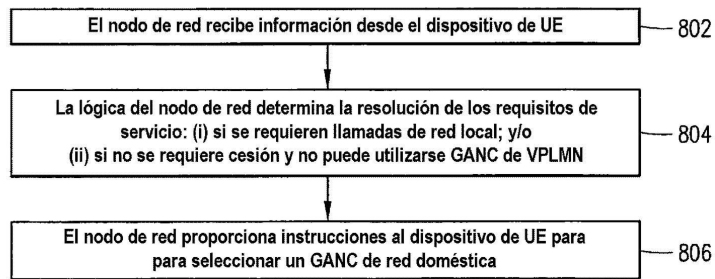 El nodo de red recibe información desde el dispositivo de UE
802
La lógica del nodo de red determina la resolución de los requisitos de
servicio: (i) si se requieren llamadas de red local; y/o
(ii) si no se requiere cesión y no puede utilizarse GANC de VPLMN
804
El nodo de red proporciona instrucciones al dispositivo de UE para
para seleccionar un GANC de red doméstica
806